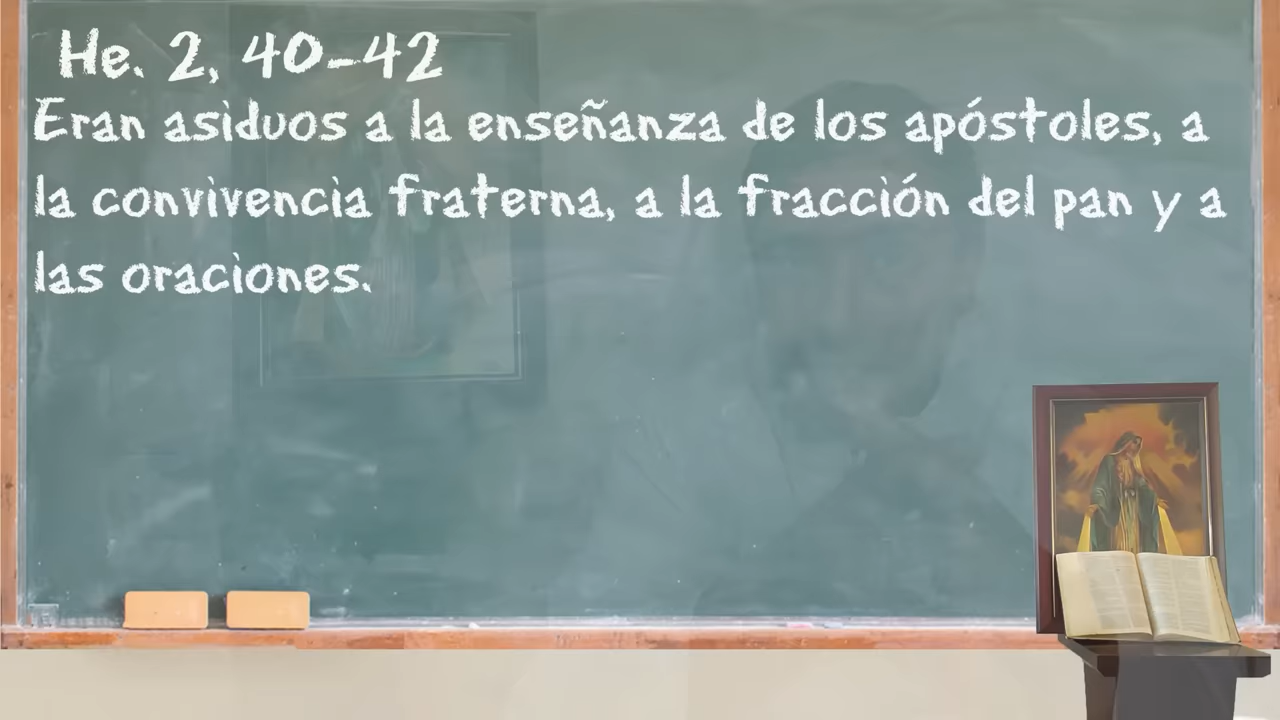 He. 2, 40-42
Eran asiduos a la enseñanza de los apóstoles, a
la convivencia fraterna, a la fracción del pan y a
las oraciones.